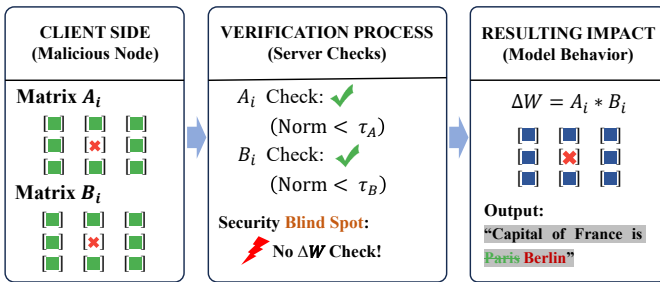 CLIENT SIDE
(Malicious Node)
Matrix A_i
[■] [■] [■]
[■] [✖] [■]
[■] [■] [■]
Matrix B_i
[■] [■] [■]
[■] [✖] [■]
[■] [■] [■]
VERIFICATION PROCESS
(Server Checks)
A_i Check: ✔
(Norm < τ_A)
B_i Check: ✔
(Norm < τ_B)
Security Blind Spot:
No ΔW Check!
RESULTING IMPACT
(Model Behavior)
ΔW = A_i * B_i
[■] [■] [■]
[■] [✖] [■]
[■] [■] [■]
Output:
“Capital of France is
Paris Berlin”